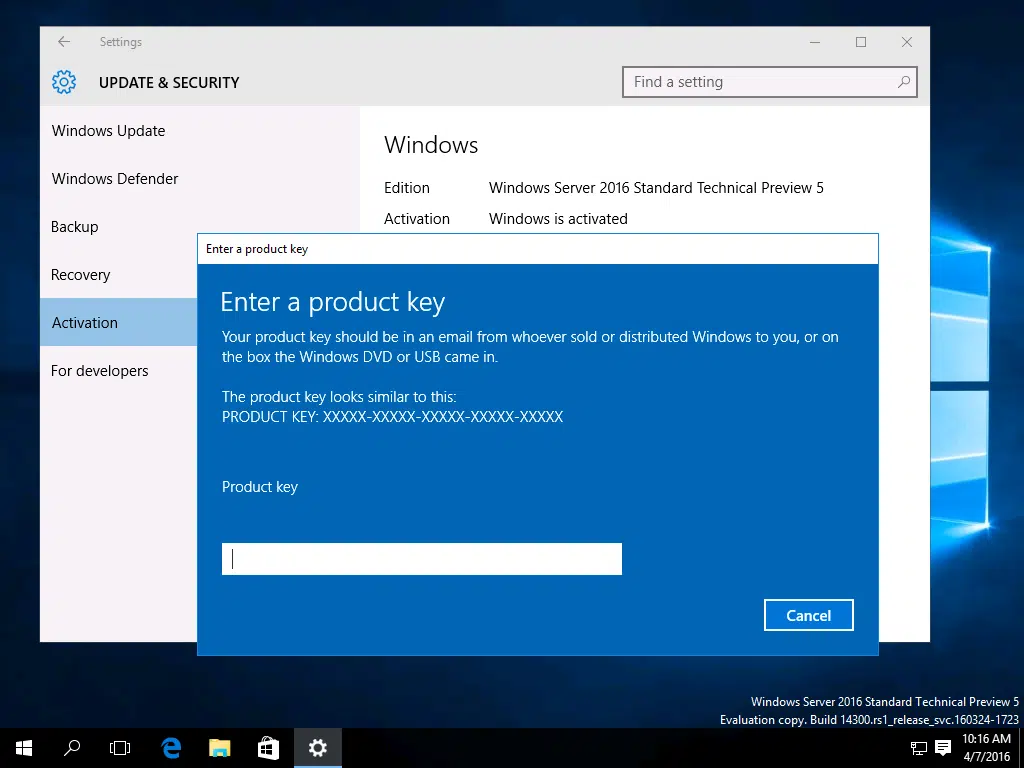 Settings
UPDATE & SECURITY
Find a setting
Windows Update
Windows Defender
Backup
Recovery
Activation
For developers
Windows
Edition Windows Server 2016 Standard Technical Preview 5
Activation Windows is activated
Enter a product key
Enter a product key
Your product key should be in an email from whoever sold or distributed Windows to you, or on
the box the Windows DVD or USB came in.
The product key looks similar to this:
PRODUCT KEY: XXXXX-XXXXX-XXXXX-XXXXX-XXXXX
Product key
Cancel
Windows Server 2016 Standard Technical Preview 5
Evaluation copy. Build 14300.rs1_release_svc.160324-1723
10:16 AM
4/7/2016